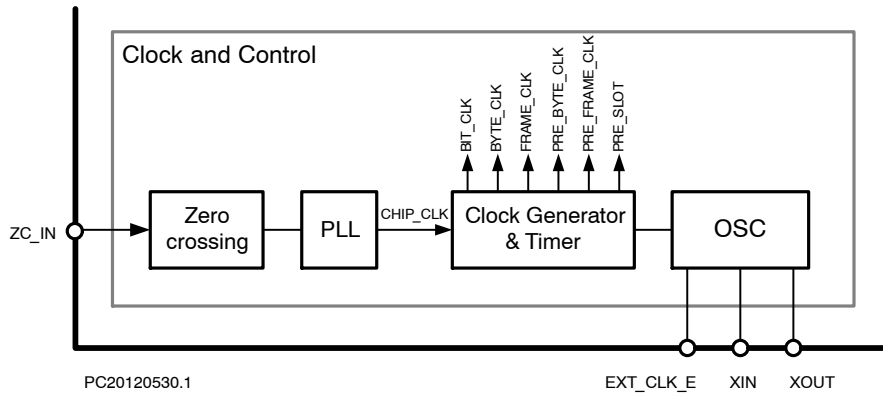 Clock and Control
BIT_CLK
BYTE_CLK
FRAME_CLK
PRE_BYTE_CLK
PRE_FRAME_CLK
PRE_SLOT
ZC_IN
Zero
crossing
PLL
CHIP_CLK
Clock Generator
& Timer
OSC
PC20120530.1
EXT_CLK_E
XIN
XOUT